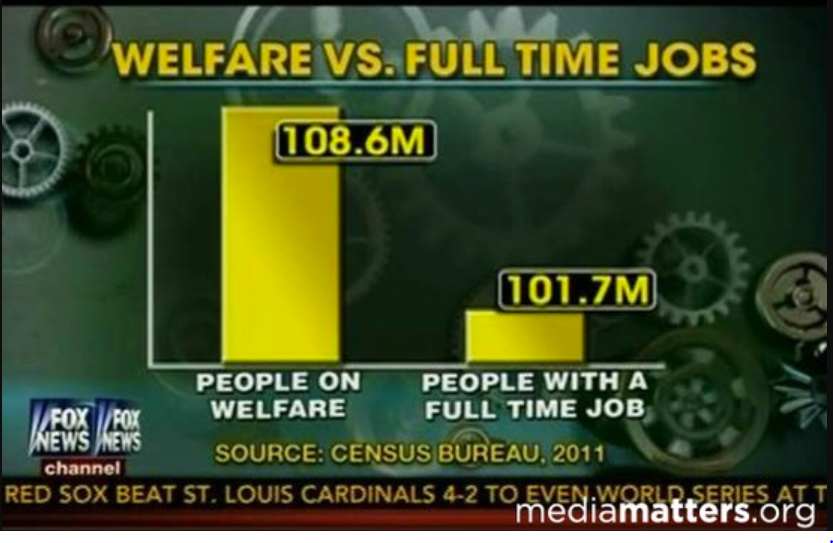 WELFARE VS. FULL TIME JOBS
108.6M
101.7M
PEOPLE ON
WELFARE
PEOPLE WITH A
FULL TIME JOB
SOURCE: CENSUS BUREAU, 2011
FOX
NEWS
channel
FOX
NEWS
RED SOX BEAT ST. LOUIS CARDINALS 4-2 TO EVEN WORLD SERIES AT T
mediamatters.org